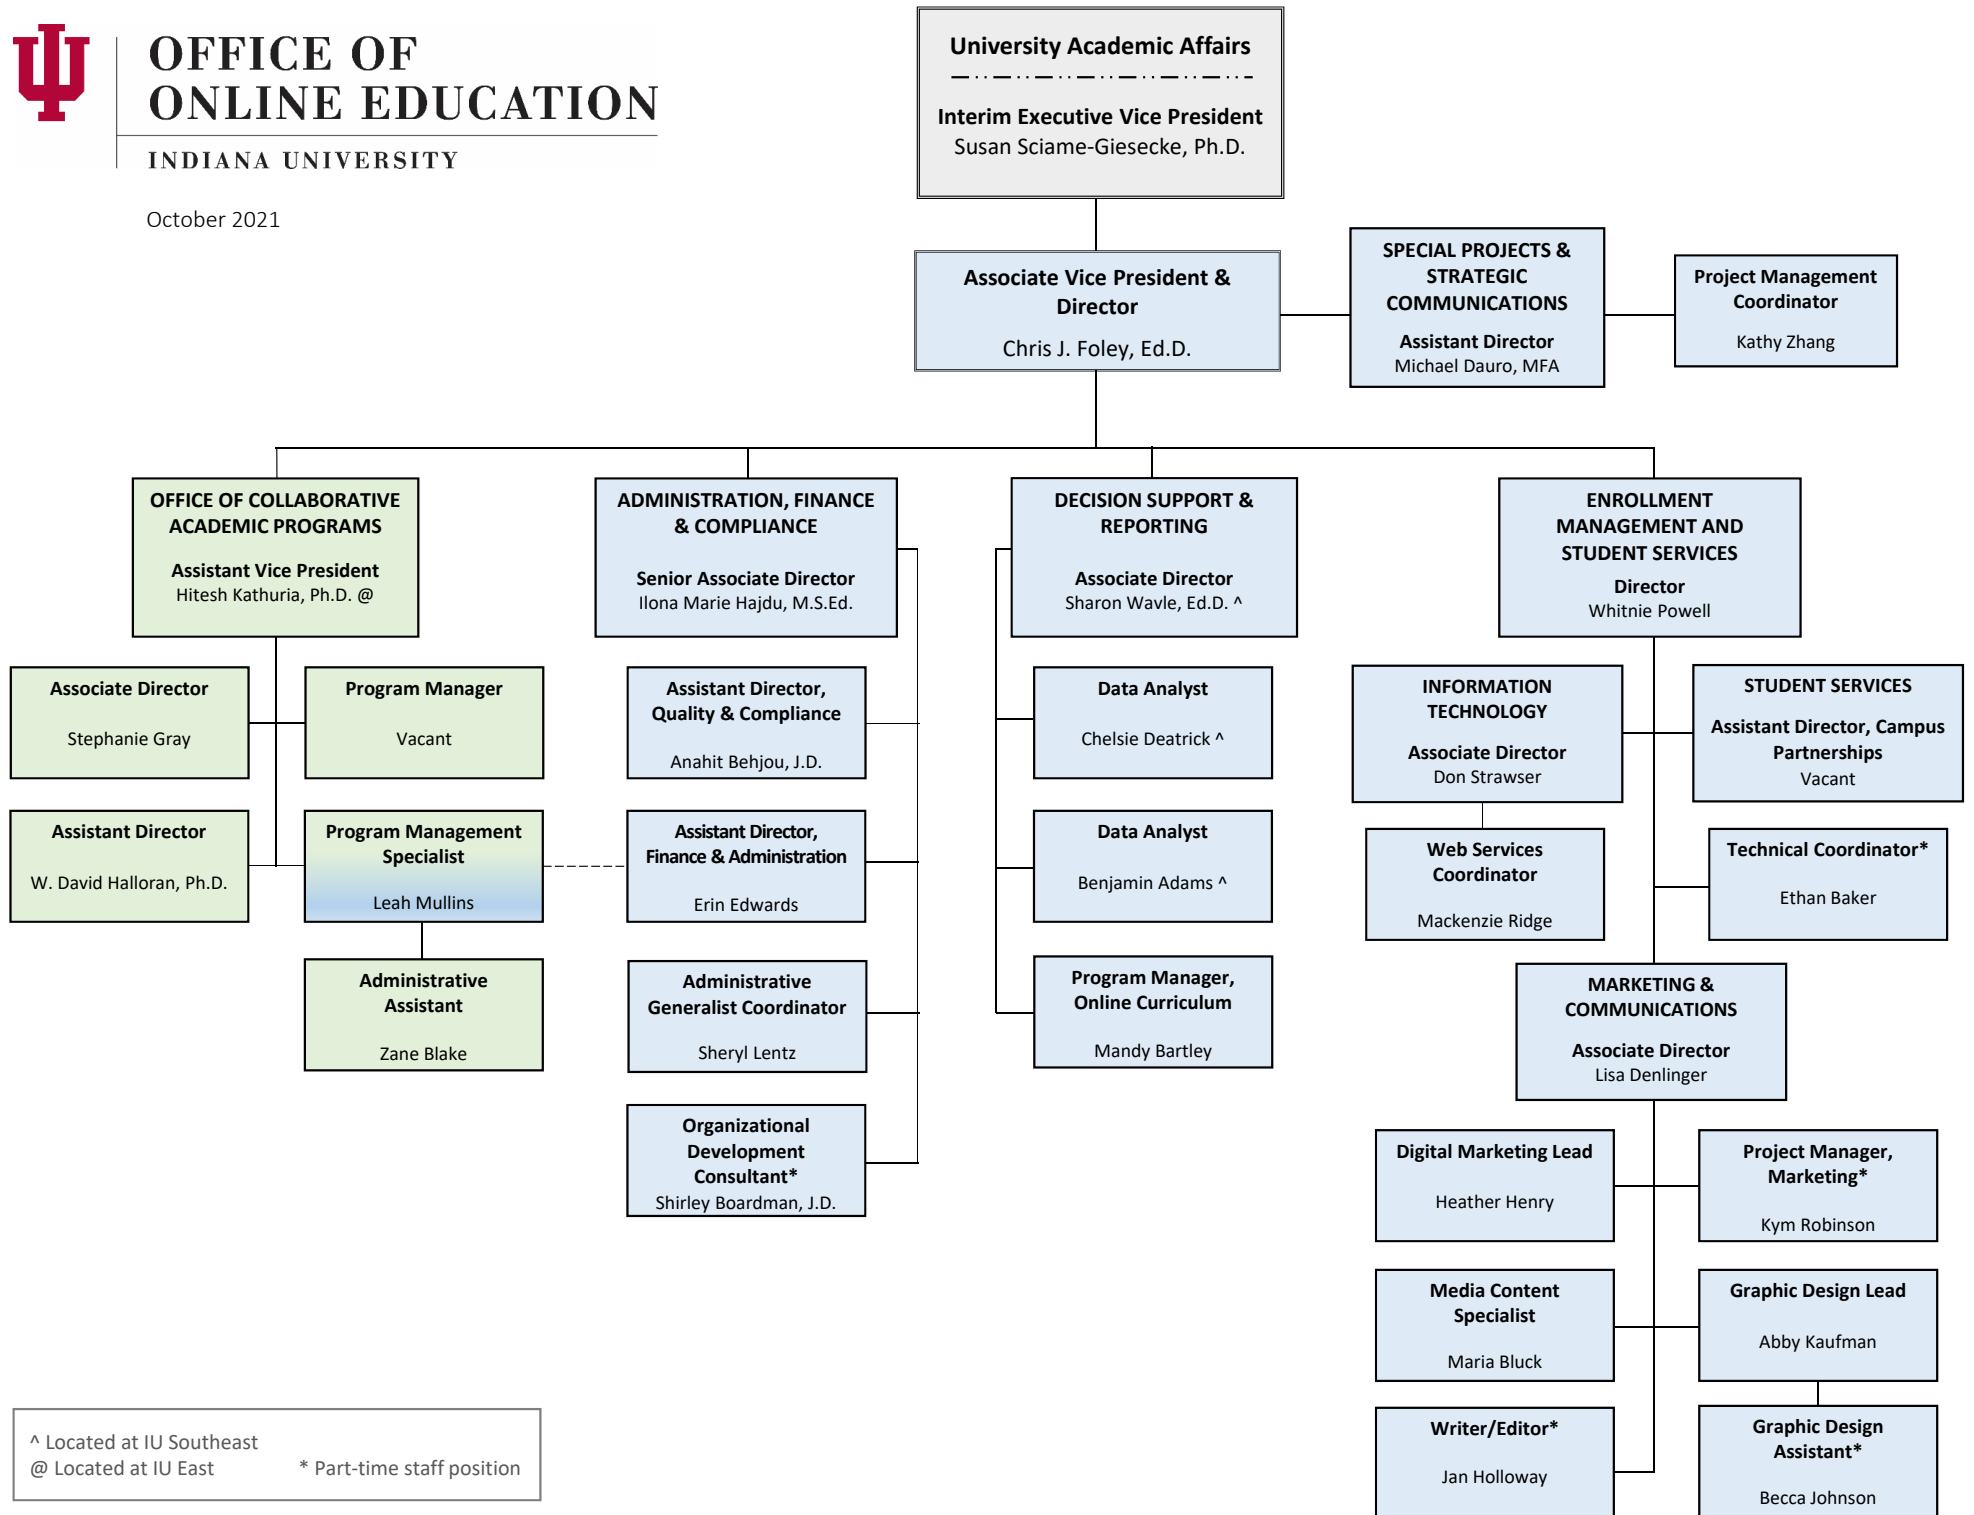 OFFICE OF
ONLINE EDUCATION
INDIANA UNIVERSITY
October 2021
University Academic Affairs
Interim Executive Vice President
Susan Sciame-Giesecke, Ph.D.
Associate Vice President &
Director
Chris J. Foley, Ed.D.
SPECIAL PROJECTS &
STRATEGIC
COMMUNICATIONS
Assistant Director
Michael Dauro, MFA
Project Management
Coordinator
Kathy Zhang
OFFICE OF COLLABORATIVE
ACADEMIC PROGRAMS
Assistant Vice President
Hitesh Kathuria, Ph.D. @
Associate Director
Stephanie Gray
Program Manager
Vacant
Assistant Director
W. David Halloran, Ph.D.
Program Management
Specialist
Leah Mullins
Administrative
Assistant
Zane Blake
ADMINISTRATION, FINANCE
& COMPLIANCE
Senior Associate Director
Ilona Marie Hajdu, M.S.Ed.
Assistant Director,
Quality & Compliance
Anahit Behjou, J.D.
Assistant Director,
Finance & Administration
Erin Edwards
Administrative
Generalist Coordinator
Sheryl Lentz
Organizational
Development
Consultant*
Shirley Boardman, J.D.
DECISION SUPPORT &
REPORTING
Associate Director
Sharon Wavle, Ed.D. ^
Data Analyst
Chelsie Deatrick ^
Data Analyst
Benjamin Adams ^
Program Manager,
Online Curriculum
Mandy Bartley
ENROLLMENT
MANAGEMENT AND
STUDENT SERVICES
Director
Whitnie Powell
INFORMATION
TECHNOLOGY
Associate Director
Don Strawser
STUDENT SERVICES
Assistant Director, Campus
Partnerships
Vacant
Web Services
Coordinator
Mackenzie Ridge
Technical Coordinator*
Ethan Baker
MARKETING &
COMMUNICATIONS
Associate Director
Lisa Denlinger
Digital Marketing Lead
Heather Henry
Project Manager,
Marketing*
Kym Robinson
Media Content
Specialist
Maria Bluck
Graphic Design Lead
Abby Kaufman
Writer/Editor*
Jan Holloway
Graphic Design
Assistant*
Becca Johnson
^ Located at IU Southeast
@ Located at IU East
* Part-time staff position